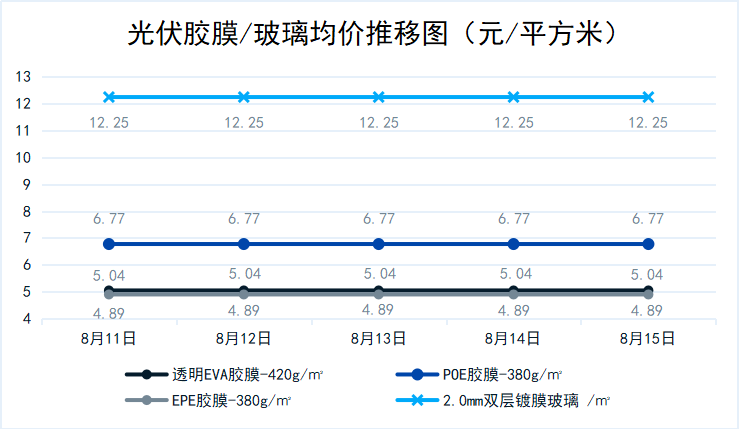 光伏胶膜/玻璃均价推移图（元/平方米）
13
12
11
10
9
8
7
6
5
4
12.25 12.25 12.25 12.25 12.25
6.77 6.77 6.77 6.77 6.77
5.04 5.04 5.04 5.04 5.04
4.89 4.89 4.89 4.89 4.89
8月11日 8月12日 8月13日 8月14日 8月15日
透明EVA胶膜-420g/㎡ POE胶膜-380g/㎡
EPE胶膜-380g/㎡ 2.0mm双层镀膜玻璃 /㎡